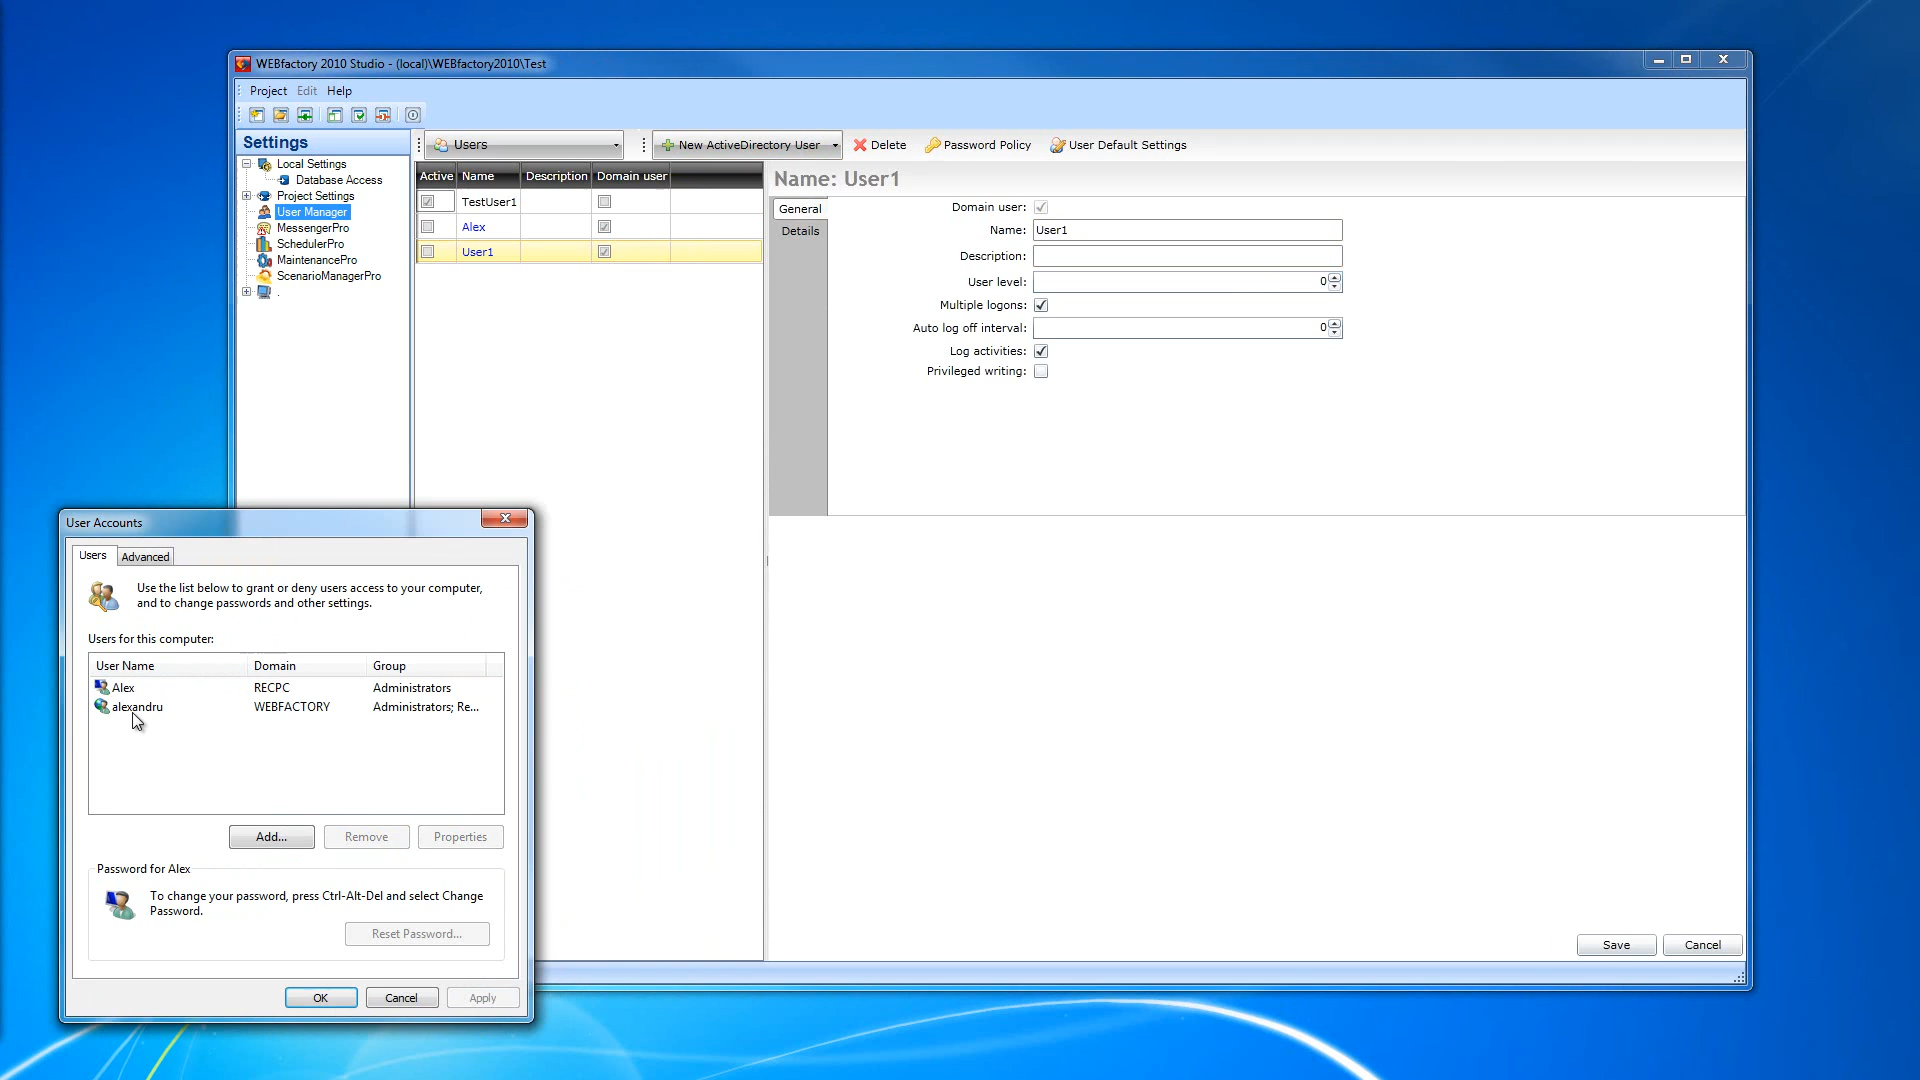 WEBfactory 2010 Studio - (local)\WEBfactory2010\Test
Project Edit Help
Settings
Local Settings
Database Access
Project Settings
User Manager
MessengerPro
SchedulerPro
MaintenancePro
ScenarioManagerPro
.
Users
New ActiveDirectory User
Delete
Password Policy
User Default Settings
Active Name Description Domain user
TestUser1
Alex
User1
Name: User1
General
Details
Domain user:
Name: User1
Description:
User level: 0
Multiple logons:
Auto log off interval: 0
Log activities:
Privileged writing:
Save Cancel
User Accounts
Users Advanced
Use the list below to grant or deny users access to your computer,
and to change passwords and other settings.
Users for this computer:
User Name Domain Group
Alex RECPC Administrators
alexandru WEBFACTORY Administrators; Re...
Add... Remove Properties
Password for Alex
To change your password, press Ctrl-Alt-Del and select Change
Password.
Reset Password...
OK Cancel Apply